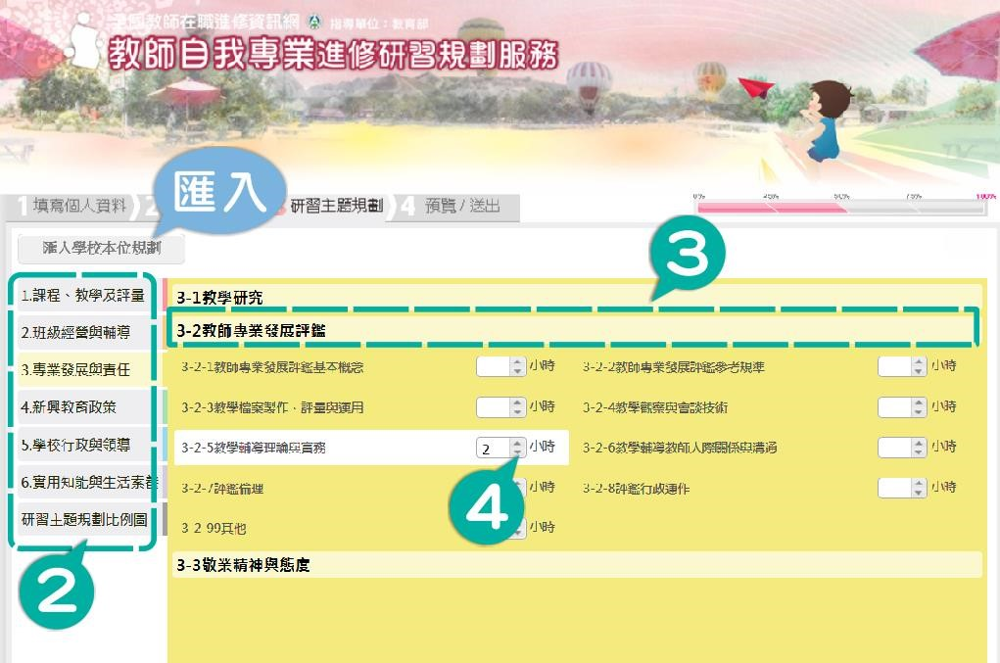 全國教師在職進修資訊網 指導單位：教育部
教師自我專業進修研習規劃服務
匯入
1 填寫個人資料 2 研習主題規劃 4 預覽/送出
0% 25% 50% 75% 100%
匯入學校本位規劃
3
1.課程、教學及評量
2.班級經營與輔導
3.專業發展與責任
4.新興教育政策
5.學校行政與領導
6.實用知能與生活素養
研習主題規劃比例圖
2
3-1教學研究
3-2教師專業發展評鑑
3-2-1教師專業發展評鑑基本概念 小時 3-2-2教師專業發展評鑑參考規準 小時
3-2-3教學檔案製作、評量與運用 小時 3-2-4教學觀察與會談技術 小時
3-2-5教學輔導理論與實務 2 小時 3-2-6教學輔導教師人際關係與溝通 小時
3-2-7評鑑倫理 小時 3-2-8評鑑行政運作 小時
3-2-99其他 小時
4
3-3敬業精神與態度